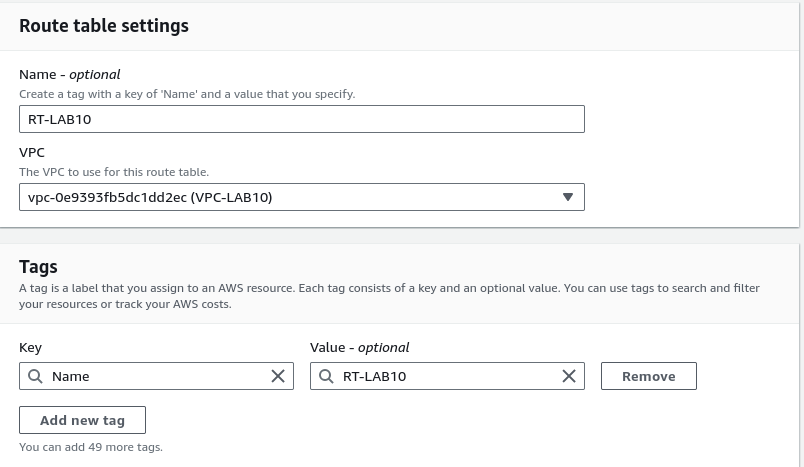 Route table settings
Name - optional
Create a tag with a key of 'Name' and a value that you specify.
RT-LAB10
VPC
The VPC to use for this route table.
vpc-0e9393fb5dc1dd2ec (VPC-LAB10)
Tags
A tag is a label that you assign to an AWS resource. Each tag consists of a key and an optional value. You can use tags to search and filter
your resources or track your AWS costs.
Key
Value - optional
Name
RT-LAB10
Remove
Add new tag
You can add 49 more tags.